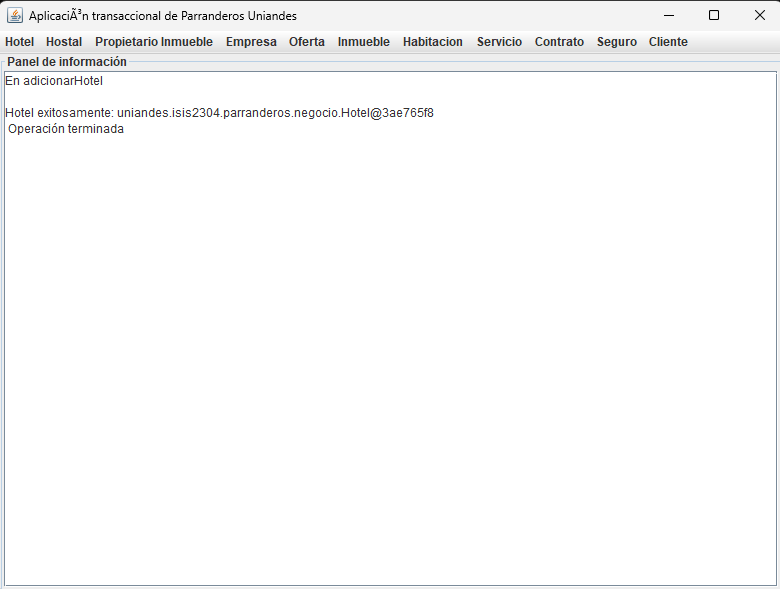 AplicaciÃ³n transaccional de Parranderos Uniandes
Hotel Hostal Propietario Inmueble Empresa Oferta Inmueble Habitacion Servicio Contrato Seguro Cliente
Panel de información
En adicionarHotel
Hotel exitosamente: uniandes.isis2304.parranderos.negocio.Hotel@3ae765f8
Operación terminada